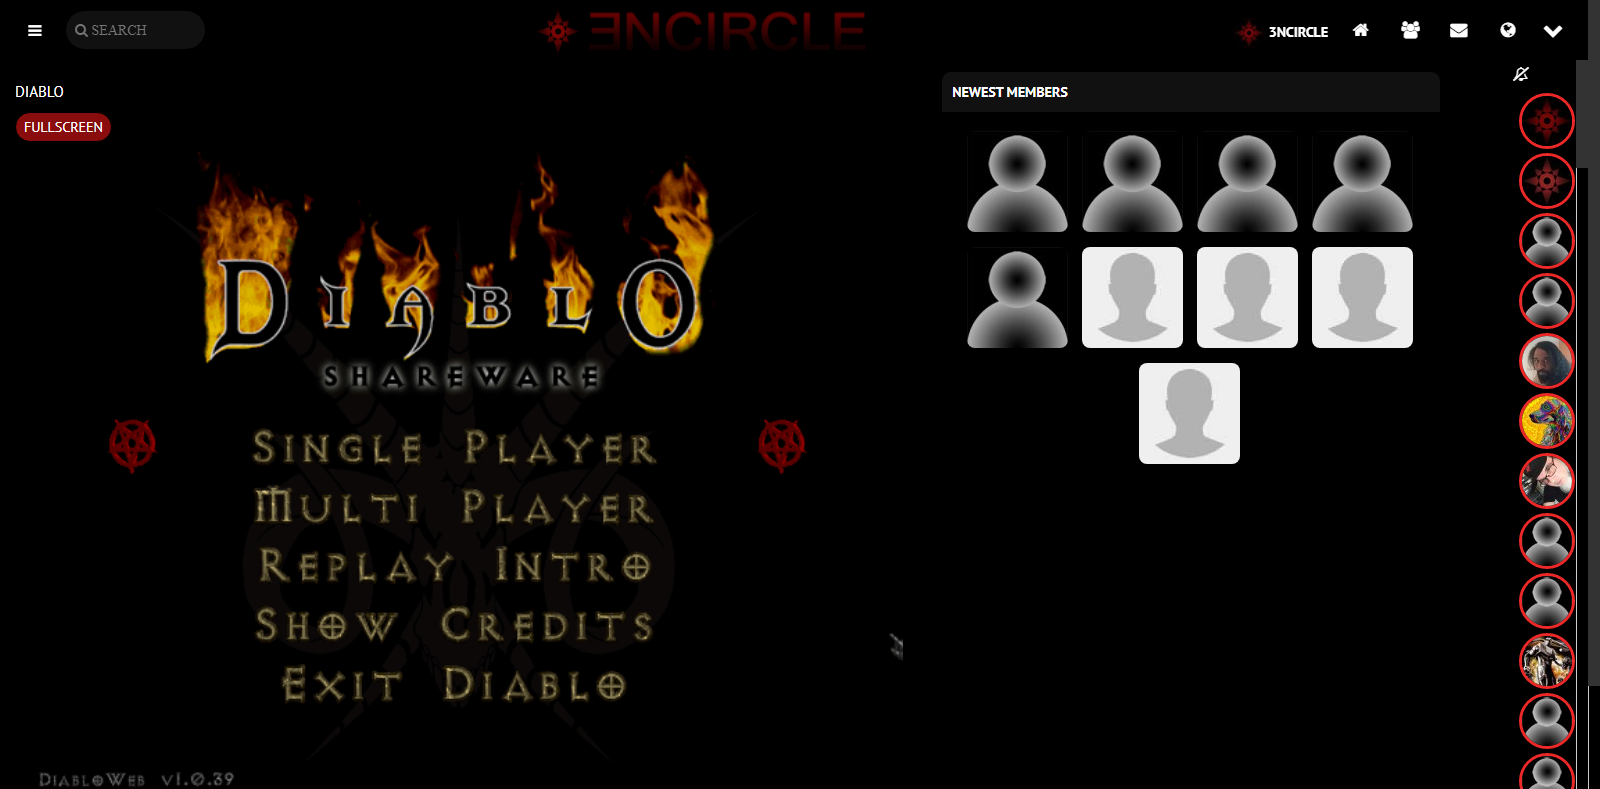 SEARCH
ƎNCIRCLE
3NCIRCLE
DIABLO
FULLSCREEN
NEWEST MEMBERS
DIABLO
SHAREWARE
SINGLE PLAYER
MULTI PLAYER
REPLAY INTRO
SHOW CREDITS
EXIT DIABLO
DIABLOWEB V1.0.39